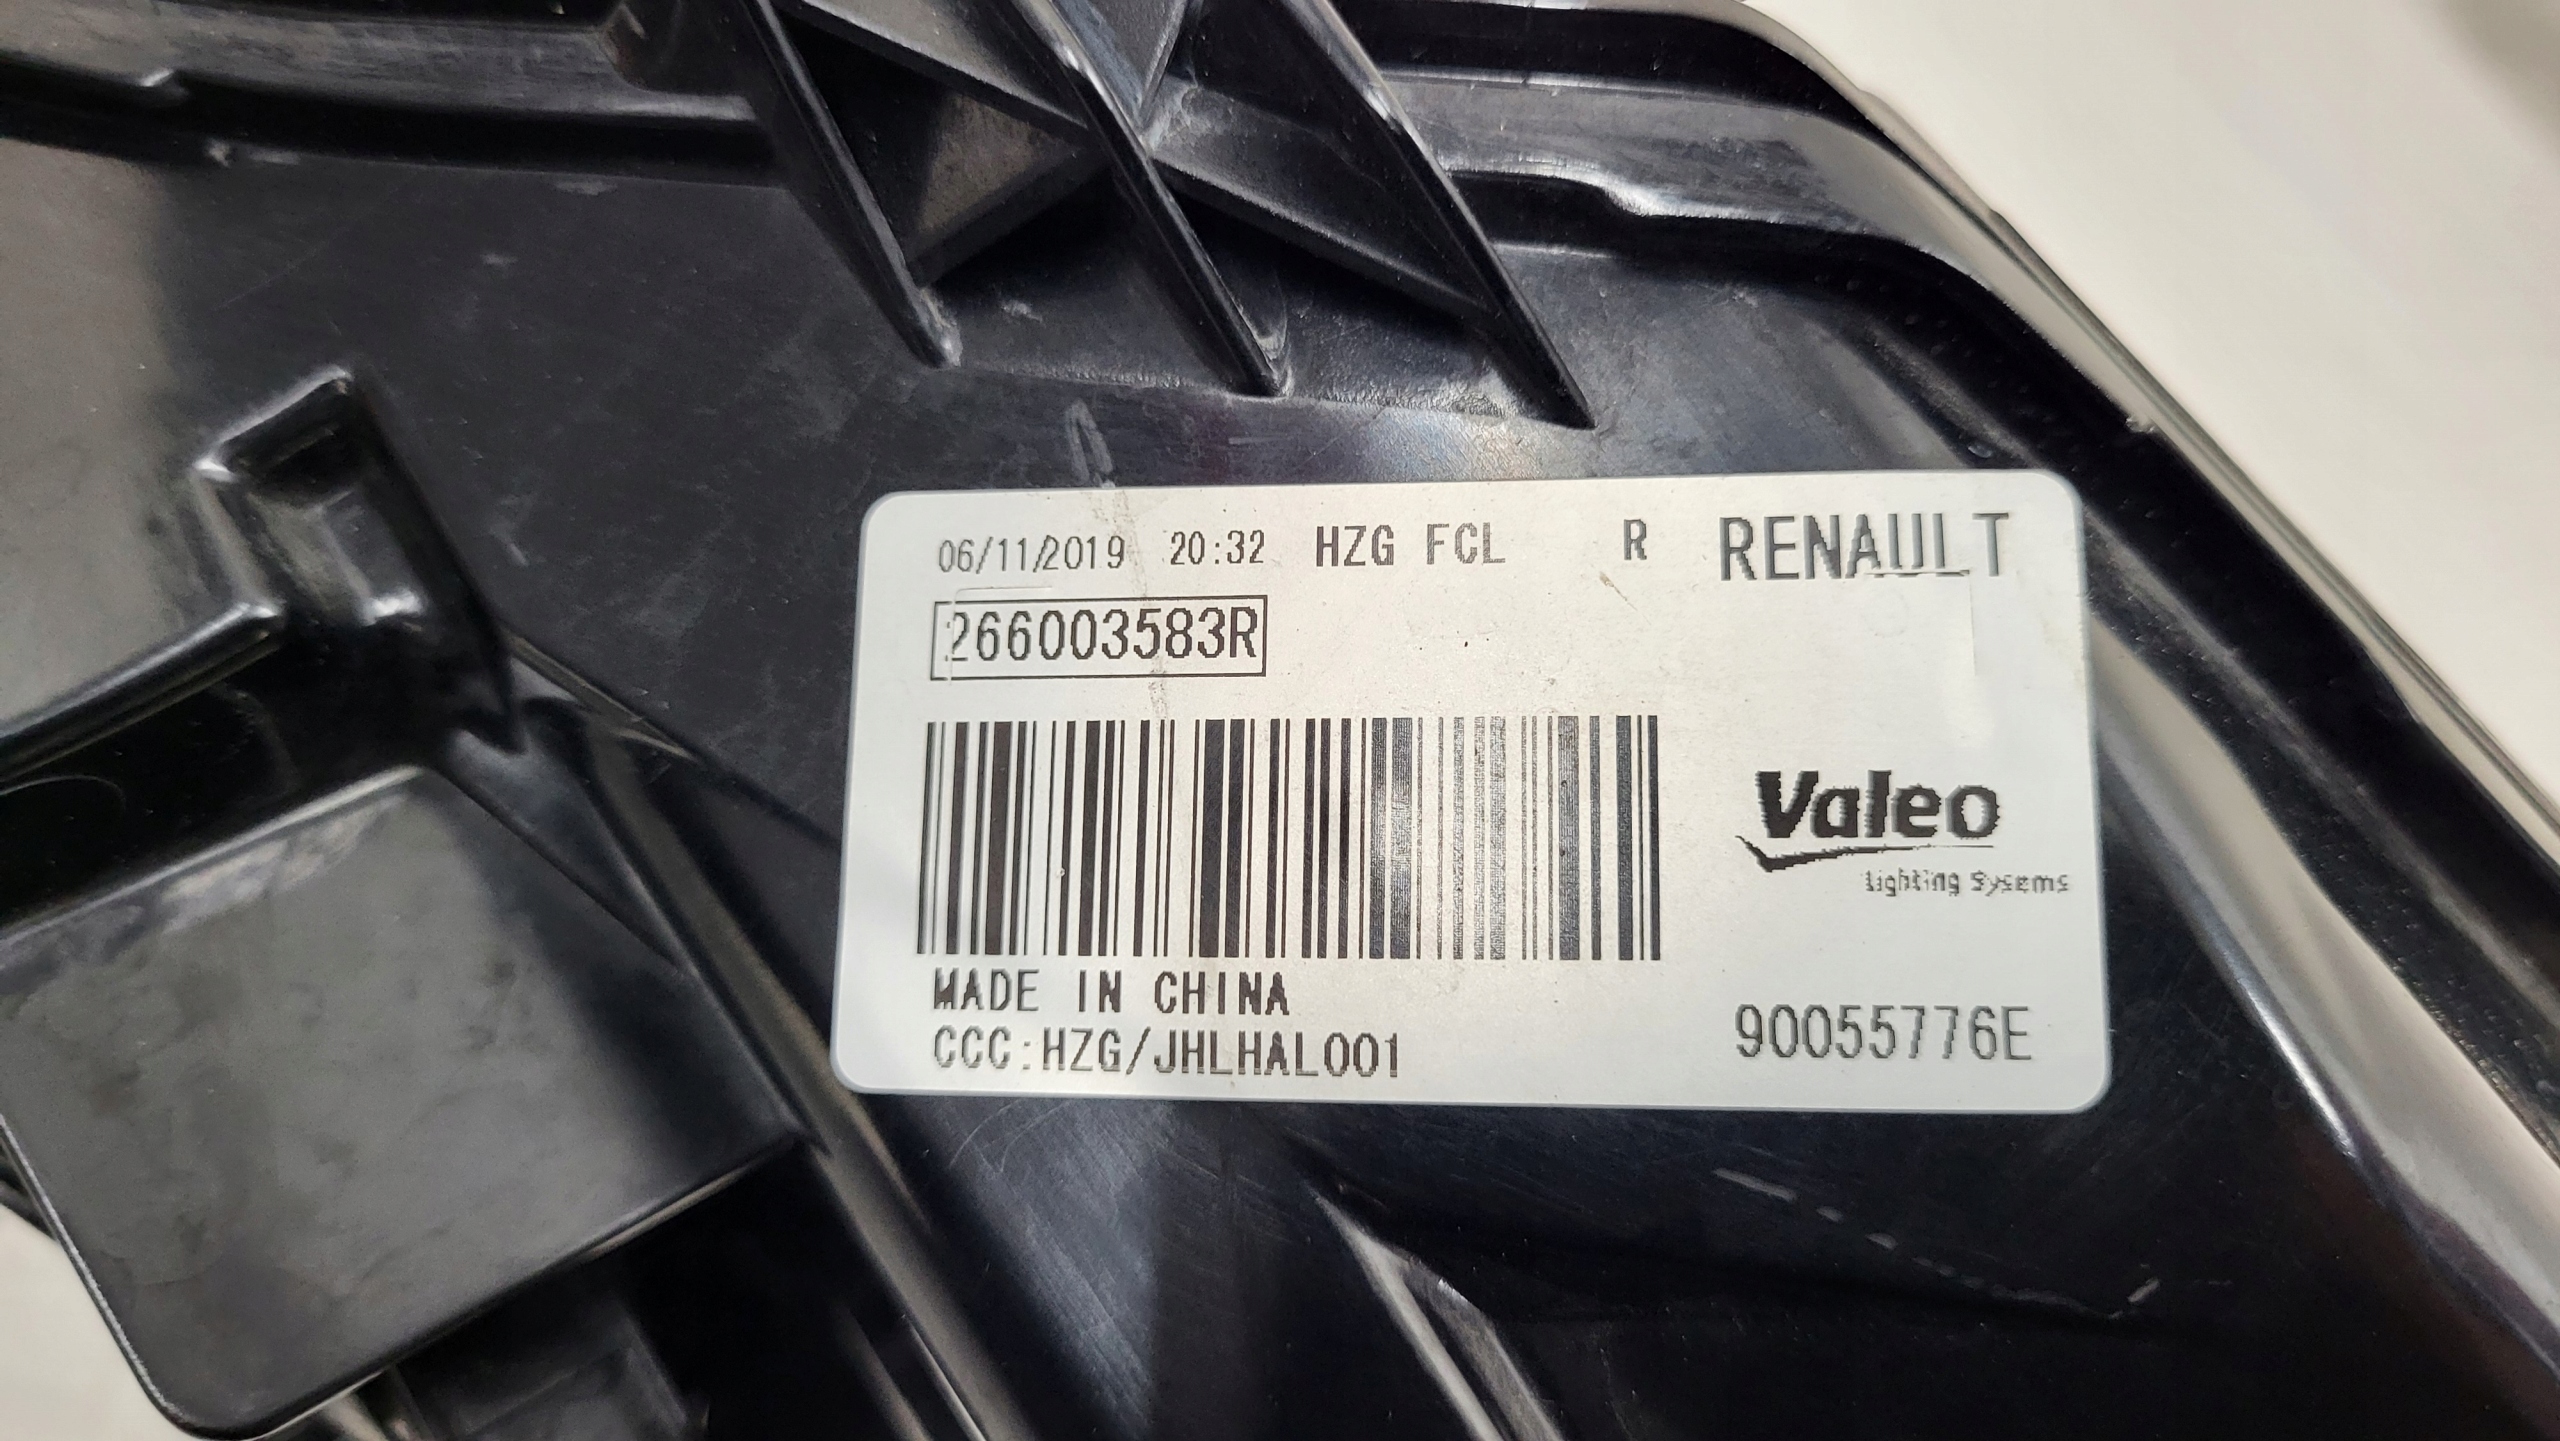 06/11/2019 20:32 HZG FCL R RENAULT
266003583R
Valeo
Lighting Sysems
MADE IN CHINA
CCC:HZG/JHLHAL001
90055776E